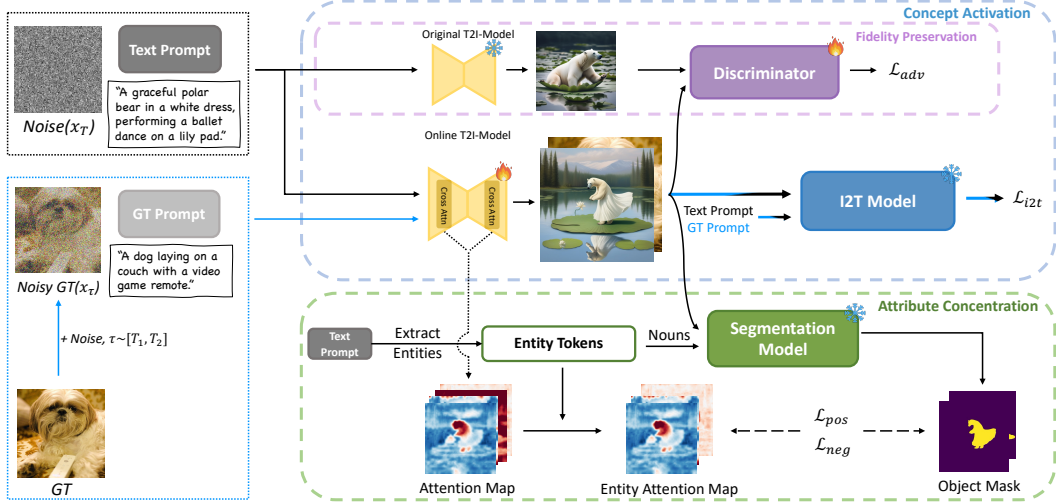 Concept Activation
Fidelity Preservation
Text Prompt
Noise(x_T)
"A graceful polar
bear in a white dress,
performing a ballet
dance on a lily pad."
Original T2I-Model
Discriminator
ℒ_adv
Online T2I-Model
Cross Attn
Cross Attn
Text Prompt
GT Prompt
I2T Model
ℒ_i2t
GT Prompt
"A dog laying on a
couch with a video
game remote."
Noisy GT(x_τ)
+ Noise, τ~[T_1, T_2]
GT
Attribute Concentration
Text
Prompt
Extract
Entities
Entity Tokens
Nouns
Segmentation
Model
ℒ_pos
ℒ_neg
Attention Map
Entity Attention Map
Object Mask